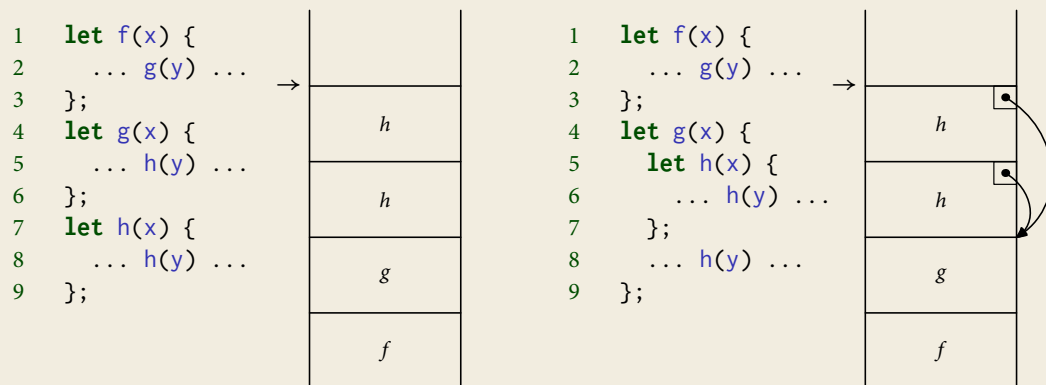 1 let f(x) {
2 ... g(y) ...
3 };
4 let g(x) {
5 ... h(y) ...
6 };
7 let h(x) {
8 ... h(y) ...
9 };
→
h
h
g
f
1 let f(x) {
2 ... g(y) ...
3 };
4 let g(x) {
5 let h(x) {
6 ... h(y) ...
7 };
8 ... h(y) ...
9 };
→
h
h
g
f